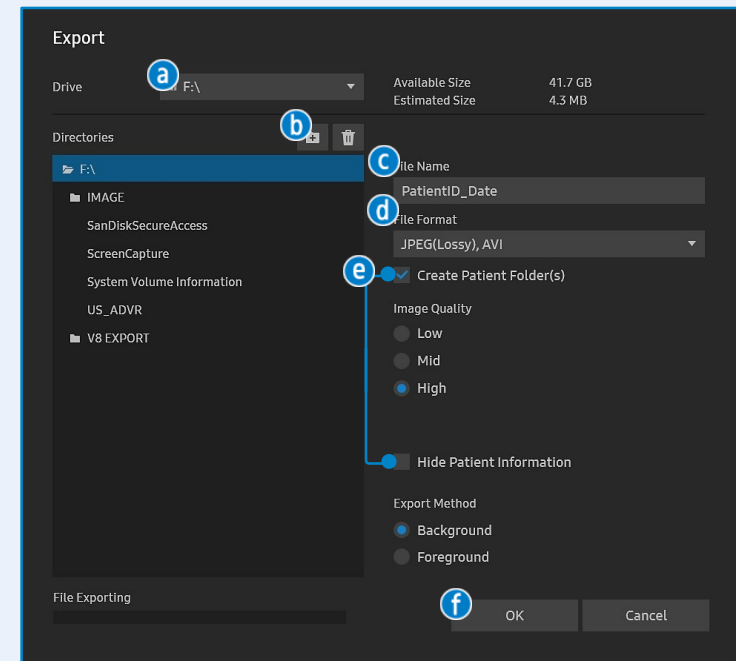 Export
a
Drive F:\
Available Size 41.7 GB
Estimated Size 4.3 MB
b
Directories
F:\
IMAGE
SanDiskSecureAccess
ScreenCapture
System Volume Information
US_ADVR
V8 EXPORT
File Exporting
c
File Name
PatientID_Date
d
File Format
JPEG(Lossy), AVI
e
Create Patient Folder(s)
Image Quality
Low
Mid
High
Hide Patient Information
Export Method
Background
Foreground
f
OK Cancel